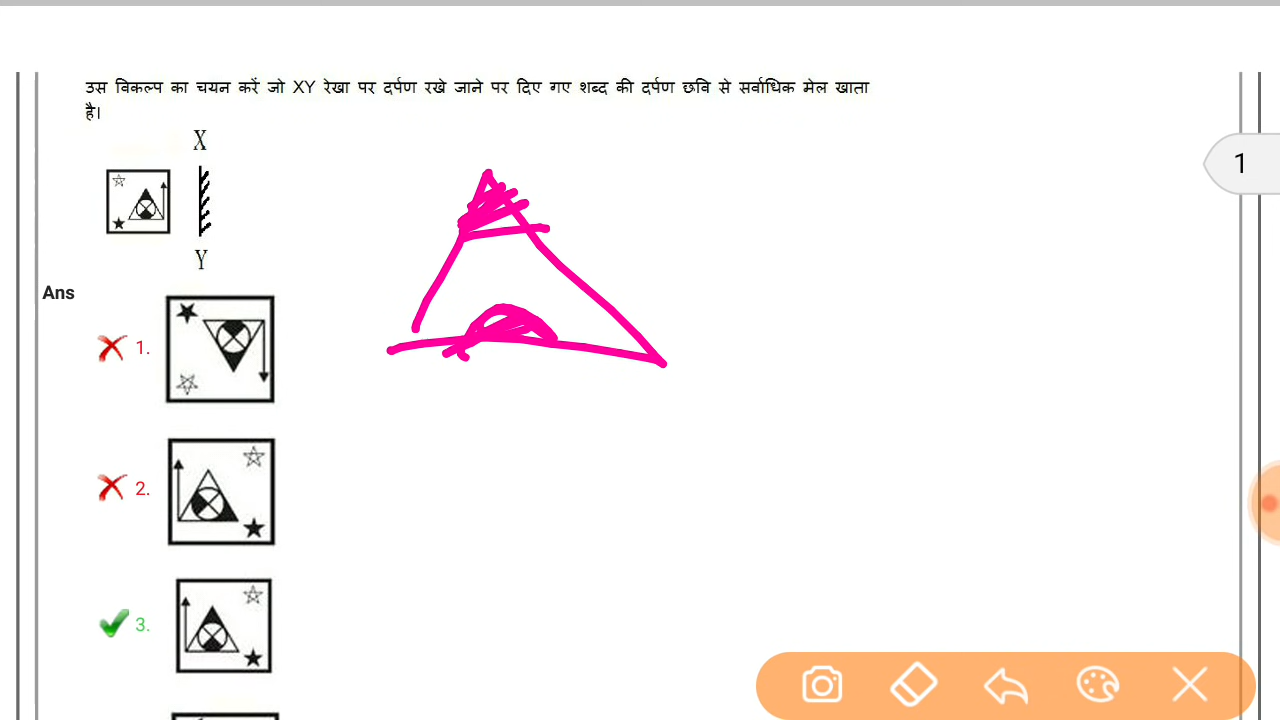 उस विकल्प का चयन करें जो XY रेखा पर दर्पण रखे जाने पर दिए गए शब्द की दर्पण छवि से सर्वाधिक मेल खाता
है।
X
1
Y
Ans
1.
2.
3.